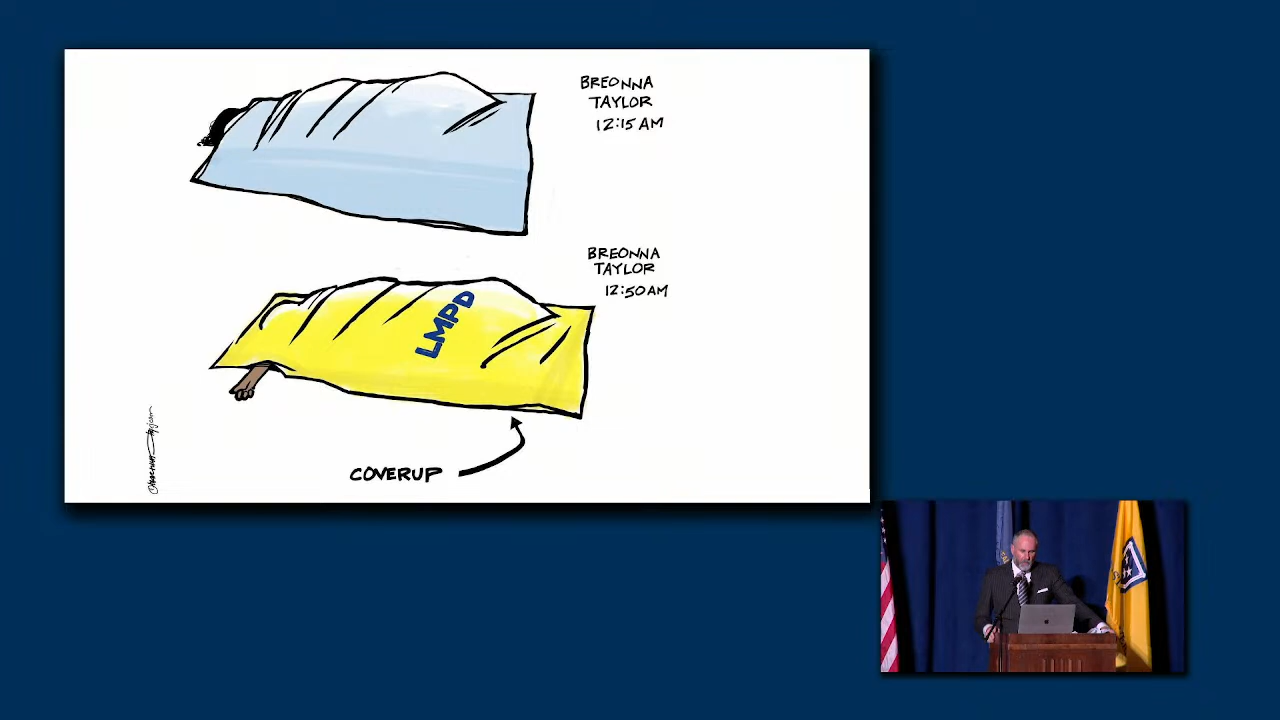 BREONNA
TAYLOR
12:15 AM
BREONNA
TAYLOR
12:50 AM
LMPD
COVERUP